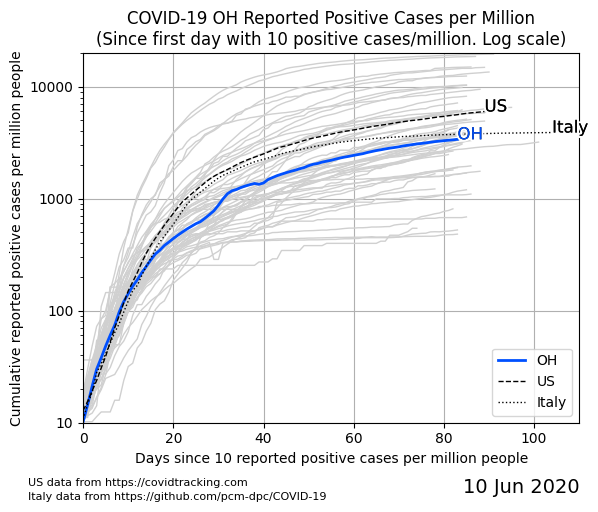 COVID-19 OH Reported Positive Cases per Million
(Since first day with 10 positive cases/million. Log scale)
Cumulative reported positive cases per million people
10000
1000
100
10
US
Italy
OH
OH
US
Italy
0
20
40
60
80
100
Days since 10 reported positive cases per million people
US data from https://covidtracking.com
Italy data from https://github.com/pcm-dpc/COVID-19
10 Jun 2020